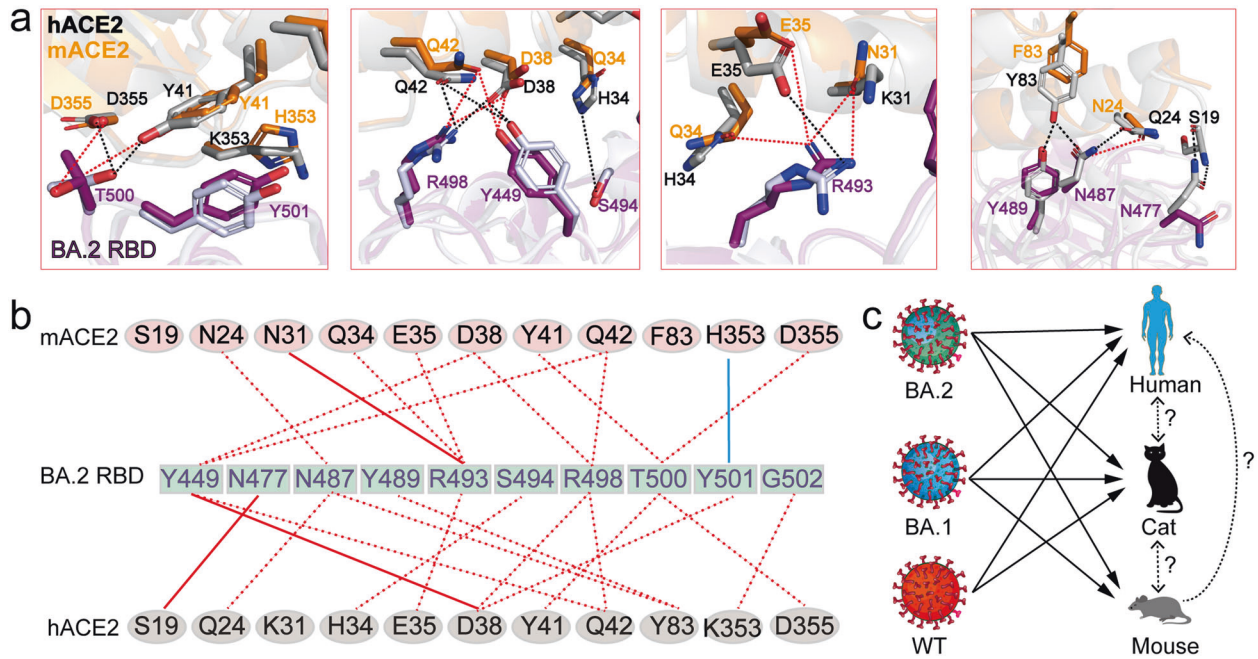 a
hACE2
mACE2
D355
D355
Y41
Y41
H353
K353
T500
Y501
BA.2 RBD
Q42
Q42
D38
D38
Q34
H34
R498
Y449
S494
E35
E35
N31
K31
Q34
H34
R493
F83
Y83
N24
Q24
S19
Y489
N487
N477
b
mACE2 S19 N24 N31 Q34 E35 D38 Y41 Q42 F83 H353 D355
BA.2 RBD Y449 N477 N487 Y489 R493 S494 R498 T500 Y501 G502
hACE2 S19 Q24 K31 H34 E35 D38 Y41 Q42 Y83 K353 D355
c
BA.2
Human
?
?
BA.1
Cat
?
WT
Mouse